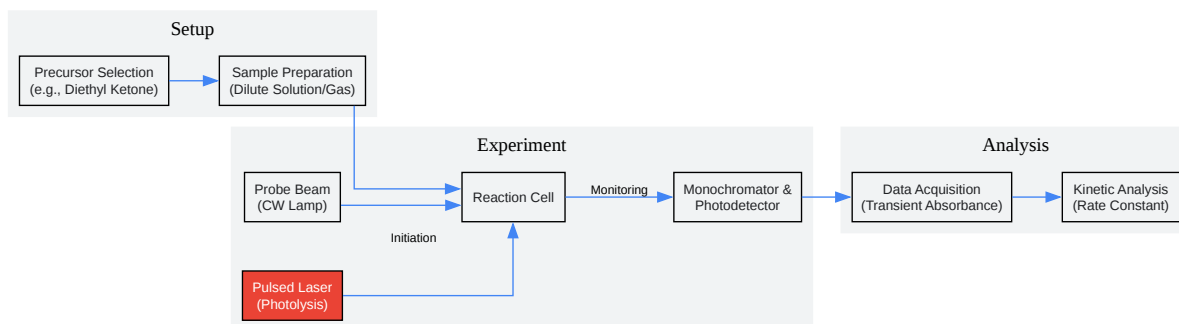 Setup
Precursor Selection
(e.g., Diethyl Ketone)
Sample Preparation
(Dilute Solution/Gas)
Experiment
Probe Beam
(CW Lamp)
Reaction Cell
Monitoring
Monochromator &
Photodetector
Initiation
Pulsed Laser
(Photolysis)
Analysis
Data Acquisition
(Transient Absorbance)
Kinetic Analysis
(Rate Constant)